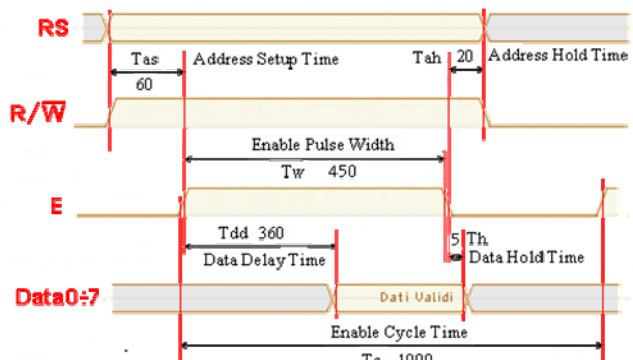 RS
Tas Address Setup Time Tah 20 Address Hold Time
60
R/W̅
Enable Pulse Width
Tw 450
E
Tdd 360 5 Th
Data Delay Time Data Hold Time
Data0÷7 Dati Validi
Enable Cycle Time
1000